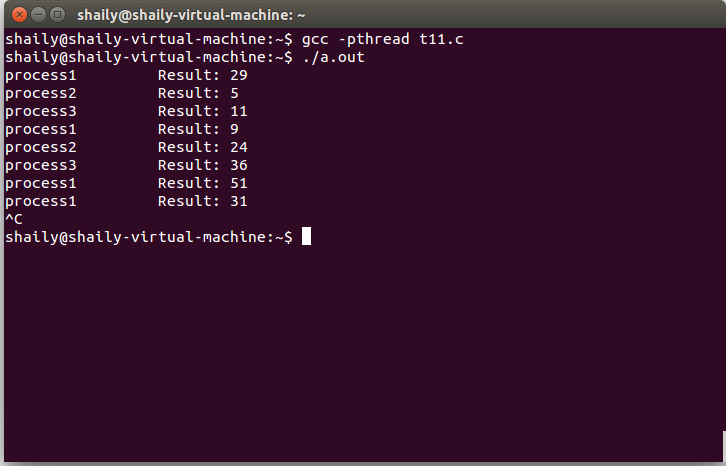 shaily@shaily-virtual-machine: ~
shaily@shaily-virtual-machine:~$ gcc -pthread t11.c
shaily@shaily-virtual-machine:~$ ./a.out
process1 Result: 29
process2 Result: 5
process3 Result: 11
process1 Result: 9
process2 Result: 24
process3 Result: 36
process1 Result: 51
process1 Result: 31
^C
shaily@shaily-virtual-machine:~$